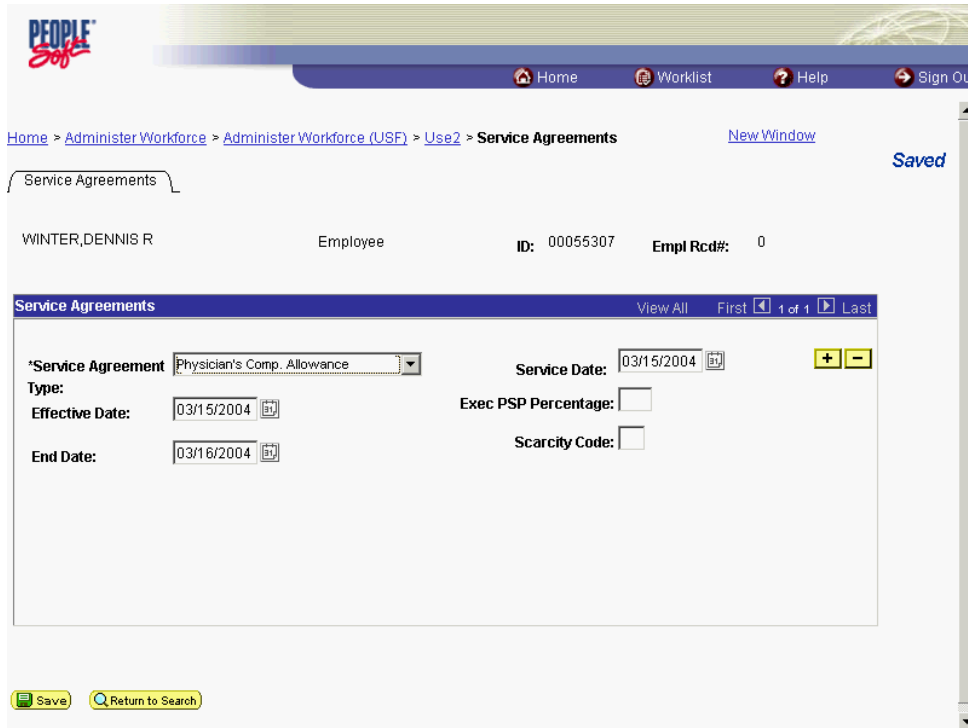 PEOPLE
Soft
Home Worklist Help Sign Ou
Home > Administer Workforce > Administer Workforce (USF) > Use2 > Service Agreements New Window
Saved
Service Agreements
WINTER,DENNIS R Employee ID: 00055307 Empl Rcd#: 0
Service Agreements View All First 1 of 1 Last
*Service Agreement Type: Physician's Comp. Allowance Service Date: 03/15/2004 + -
Effective Date: 03/15/2004 Exec PSP Percentage:
End Date: 03/16/2004 Scarcity Code:
Save Return to Search